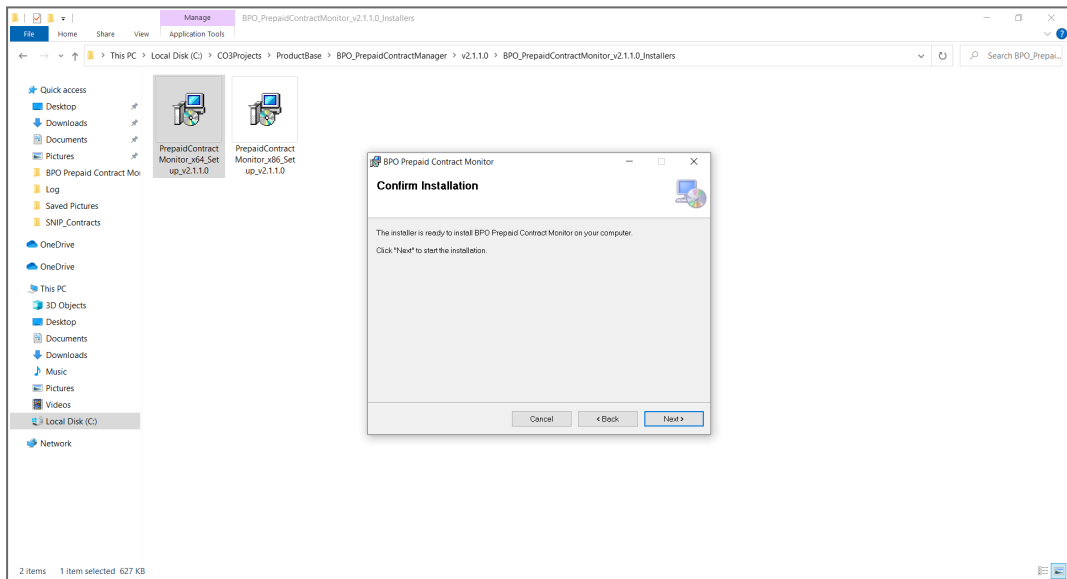 Manage
BPO_PrepaidContractMonitor_v2.1.1.0_Installers
File Home Share View Application Tools
This PC > Local Disk (C:) > CO3Projects > ProductBase > BPO_PrepaidContractManager > v2.1.1.0 > BPO_PrepaidContractMonitor_v2.1.1.0_Installers
Search BPO_Prepai...
Quick access
Desktop
Downloads
Documents
Pictures
BPO Prepaid Contract Mo
Log
Saved Pictures
SNIP_Contracts
OneDrive
OneDrive
This PC
3D Objects
Desktop
Documents
Downloads
Music
Pictures
Videos
Local Disk (C:)
Network
PrepaidContract
Monitor_x64_Set
up_v2.1.1.0
PrepaidContract
Monitor_x86_Set
up_v2.1.1.0
BPO Prepaid Contract Monitor
Confirm Installation
The installer is ready to install BPO Prepaid Contract Monitor on your computer.
Click "Next" to start the installation.
Cancel < Back Next >
2 items 1 item selected 627 KB